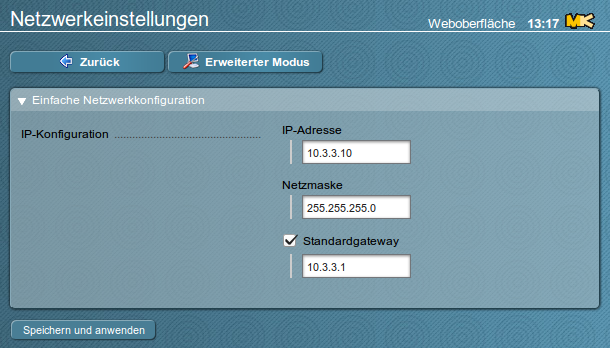 Netzwerkeinstellungen
Weboberfläche 13:17 MK
Zurück Erweiterter Modus
Einfache Netzwerkkonfiguration
IP-Konfiguration
IP-Adresse
10.3.3.10
Netzmaske
255.255.255.0
Standardgateway
10.3.3.1
Speichern und anwenden